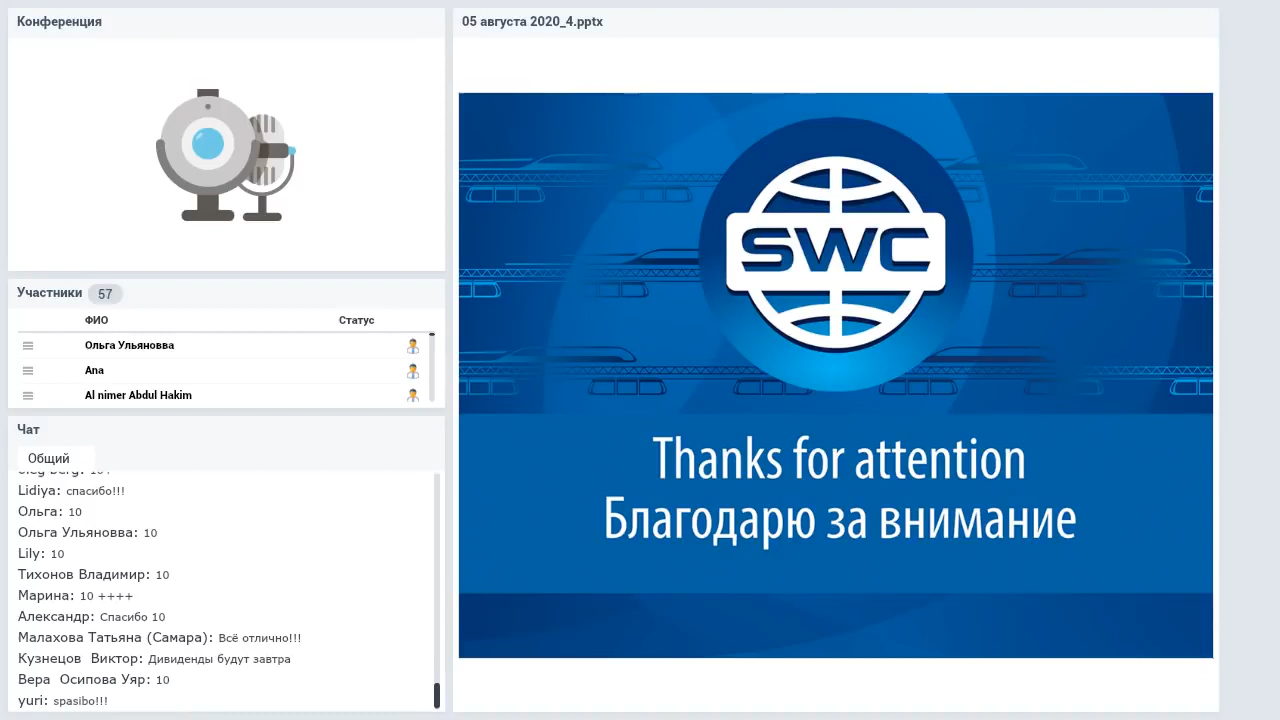 Конференция
05 августа 2020_4.pptx
SWC
Thanks for attention
Благодарю за внимание
Участники 57
ФИО Статус
Ольга Ульяновва
Ana
Al nimer Abdul Hakim
Чат
Общий
Lidiya: спасибо!!!
Ольга: 10
Ольга Ульяновва: 10
Lily: 10
Тихонов Владимир: 10
Марина: 10 ++++
Александр: Спасибо 10
Малахова Татьяна (Самара): Всё отлично!!!
Кузнецов Виктор: Дивиденды будут завтра
Вера Осипова Уяр: 10
yuri: spasibo!!!